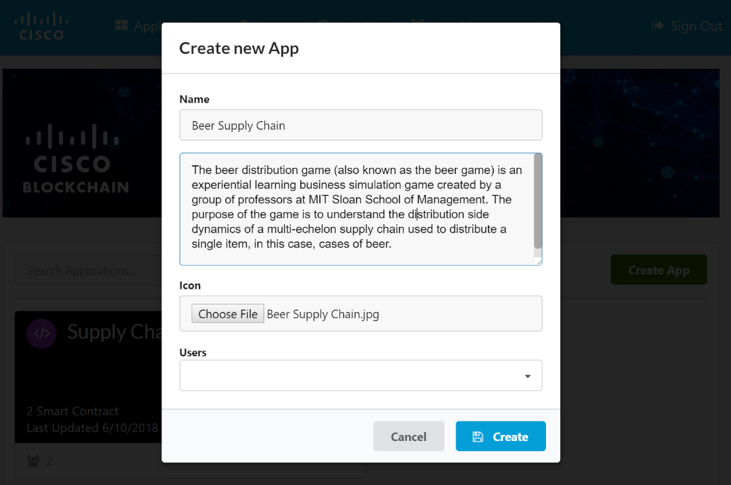 CISCO
App
Sign Out
Create new App
Name
Beer Supply Chain
The beer distribution game (also known as the beer game) is an
experiential learning business simulation game created by a
group of professors at MIT Sloan School of Management. The
purpose of the game is to understand the distribution side
dynamics of a multi-echelon supply chain used to distribute a
single item, in this case, cases of beer.
CISCO
BLOCKCHAIN
Search Applications...
Create App
Icon
Choose File Beer Supply Chain.jpg
Users
Supply Cha
2 Smart Contract
Last Updated 6/10/2018
2
Cancel
Create